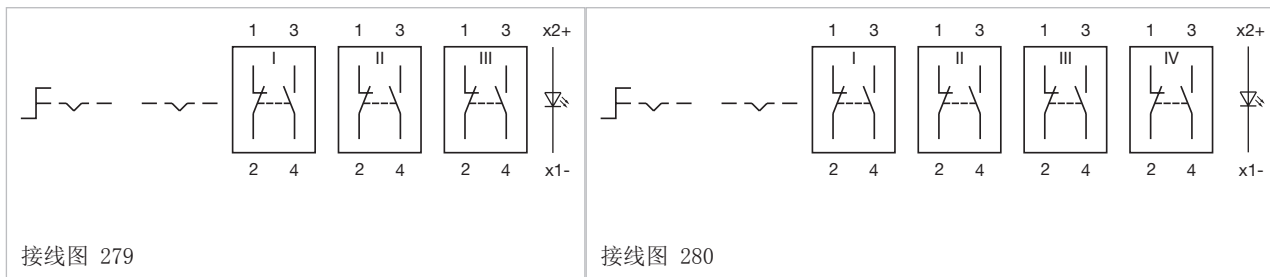 1 3 1 3 1 3 x2+
I II III
2 4 2 4 2 4 x1-
接线图 279
1 3 1 3 1 3 1 3 x2+
I II III IV
2 4 2 4 2 4 2 4 x1-
接线图 280